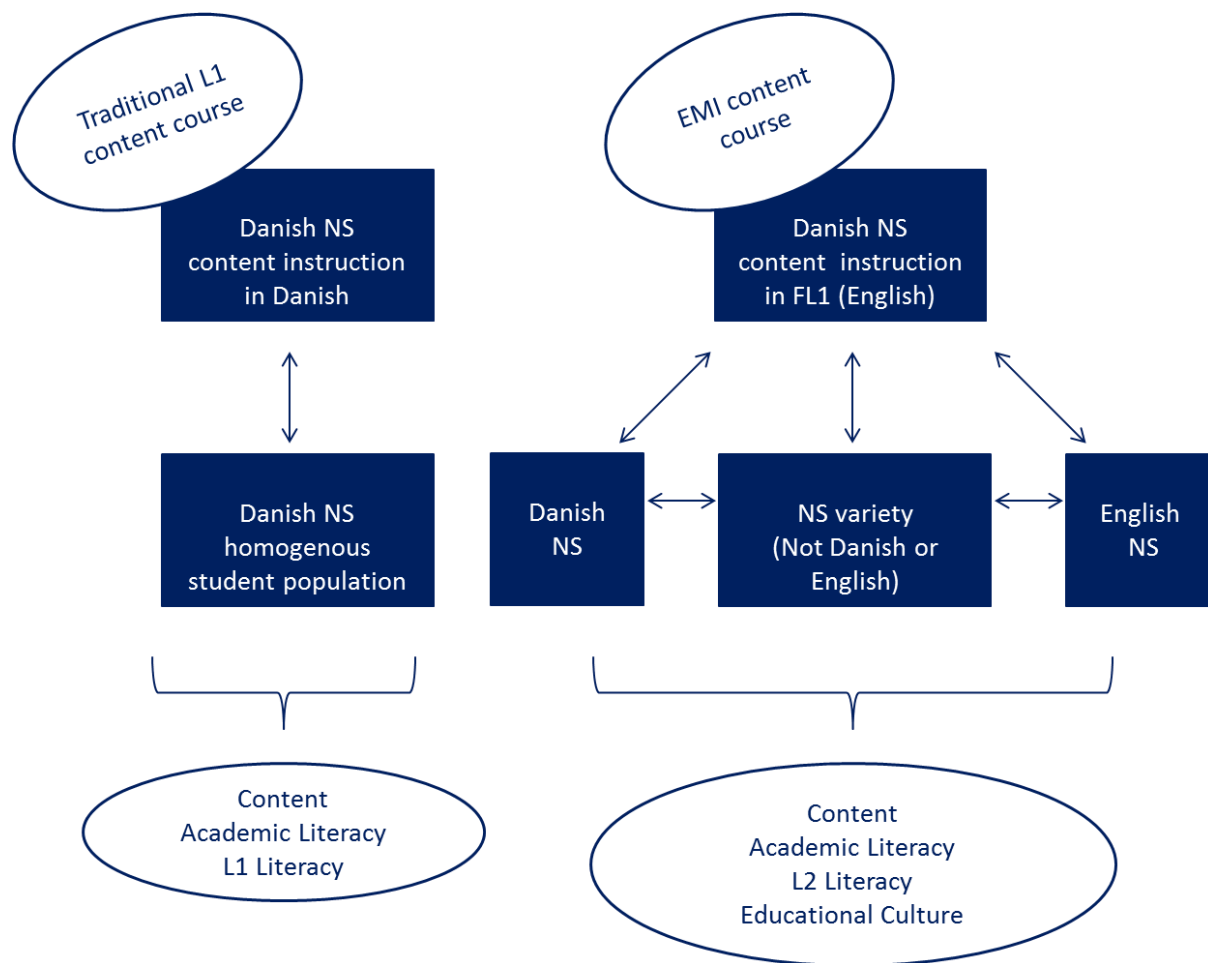 Traditional L1
content course
Danish NS
content instruction
in Danish
Danish NS
homogenous
student population
Content
Academic Literacy
L1 Literacy
EMI content
course
Danish NS
content instruction
in FL1 (English)
Danish
NS
NS variety
(Not Danish or
English)
English
NS
Content
Academic Literacy
L2 Literacy
Educational Culture